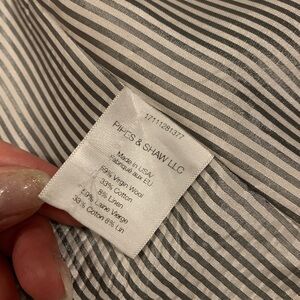 17111281377
& SHAW LLC
Made in USA/
Fabriqué aux EU
59% Virgin Wool
33% Cotton
8% Linen
59% Laine Vierge
33% Coton 8% Lin